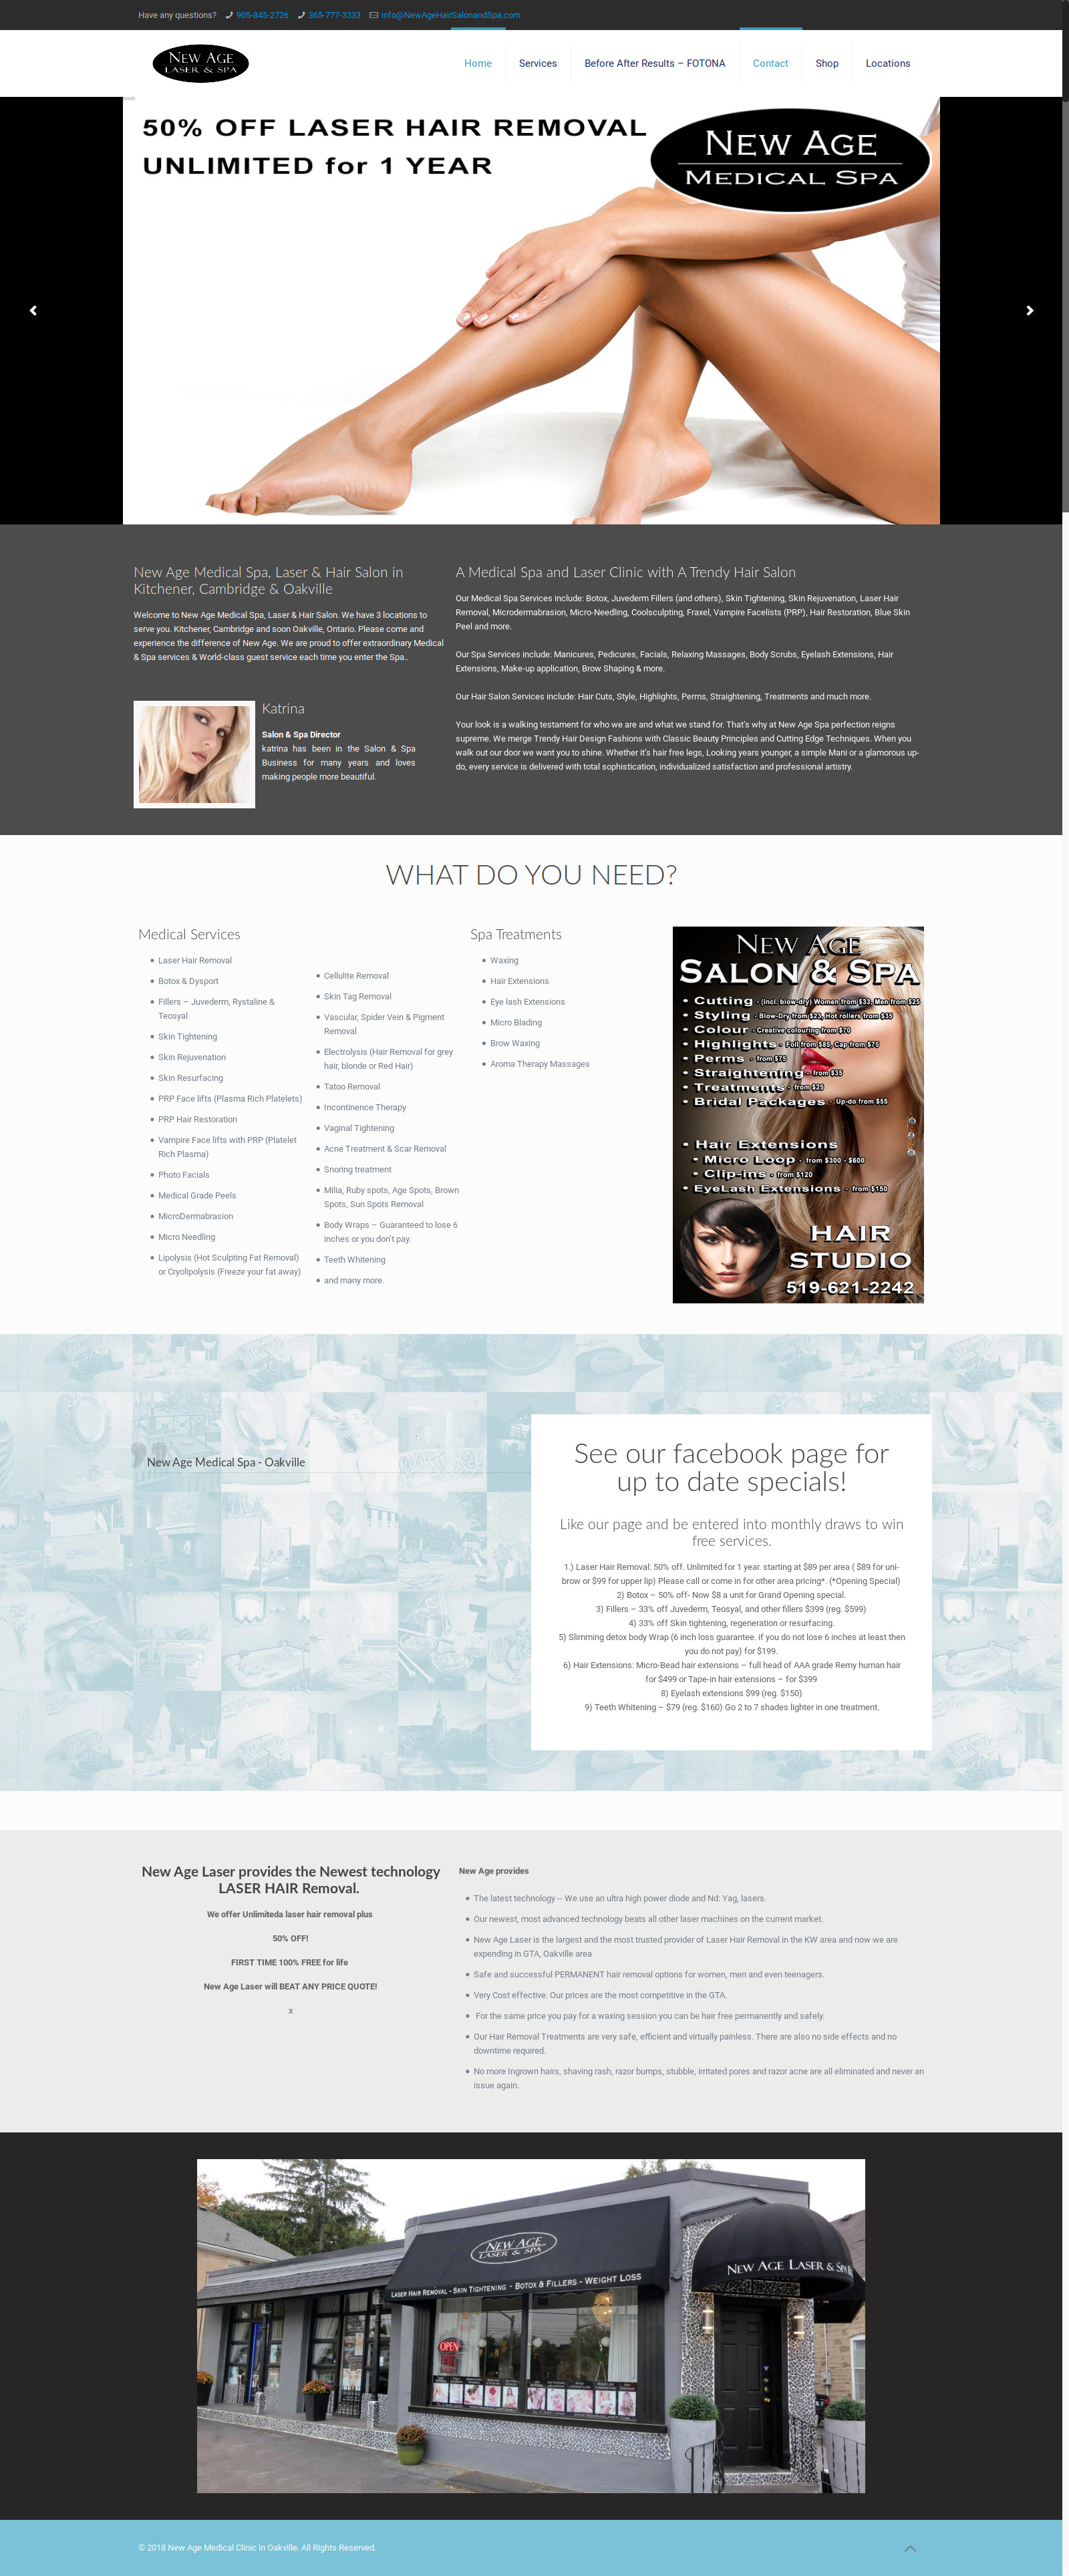 Have any questions? 905-845-2726 365-777-3333 info@NewAgeHairSalonandSpa.com
NEW AGE
LASER & SPA
Home Services Before After Results – FOTONA Contact Shop Locations
50% OFF LASER HAIR REMOVAL
UNLIMITED for 1 YEAR
NEW AGE
MEDICAL SPA
New Age Medical Spa, Laser & Hair Salon in
Kitchener, Cambridge & Oakville
Welcome to New Age Medical Spa, Laser & Hair Salon. We have 3 locations to
serve you. Kitchener, Cambridge and soon Oakville, Ontario. Please come and
experience the difference of New Age. We are proud to offer extraordinary Medical
& Spa services & World-class guest service each time you enter the Spa..
Katrina
Salon & Spa Director
katrina has been in the Salon & Spa
Business for many years and loves
making people more beautiful.
A Medical Spa and Laser Clinic with A Trendy Hair Salon
Our Medical Spa Services include: Botox, Juvederm Fillers (and others), Skin Tightening, Skin Rejuvenation, Laser Hair
Removal, Microdermabrasion, Micro-Needling, Coolsculpting, Fraxel, Vampire Facelists (PRP), Hair Restoration, Blue Skin
Peel and more.
Our Spa Services include: Manicures, Pedicures, Facials, Relaxing Massages, Body Scrubs, Eyelash Extensions, Hair
Extensions, Make-up application, Brow Shaping & more.
Our Hair Salon Services include: Hair Cuts, Style, Highlights, Perms, Straightening, Treatments and much more.
Your look is a walking testament for who we are and what we stand for. That's why at New Age Spa perfection reigns
supreme. We merge Trendy Hair Design Fashions with Classic Beauty Principles and Cutting Edge Techniques. When you
walk out our door we want you to shine. Whether it's hair free legs, Looking years younger, a simple Mani or a glamorous up-
do, every service is delivered with total sophistication, individualized satisfaction and professional artistry.
WHAT DO YOU NEED?
Medical Services
Laser Hair Removal
Botox & Dysport
Fillers – Juvederm, Rystaline &
Teosyal
Skin Tightening
Skin Rejuvenation
Skin Resurfacing
PRP Face lifts (Plasma Rich Platelets)
PRP Hair Restoration
Vampire Face lifts with PRP (Platelet
Rich Plasma)
Photo Facials
Medical Grade Peels
MicroDermabrasion
Micro Needling
Lipolysis (Hot Sculpting Fat Removal)
or Cryolipolysis (Freeze your fat away)
Cellulite Removal
Skin Tag Removal
Vascular, Spider Vein & Pigment
Removal
Electrolysis (Hair Removal for grey
hair, blonde or Red Hair)
Tatoo Removal
Incontinence Therapy
Vaginal Tightening
Acne Treatment & Scar Removal
Snoring treatment
Milia, Ruby spots, Age Spots, Brown
Spots, Sun Spots Removal
Body Wraps – Guaranteed to lose 6
inches or you don't pay.
Teeth Whitening
and many more.
Spa Treatments
Waxing
Hair Extensions
Eye lash Extensions
Micro Blading
Brow Waxing
Aroma Therapy Massages
NEW AGE
SALON & SPA
• Cutting - (incl. blow-dry) Women from $33, Men from $25
• Styling - Blow-Dry from $23, Hot rollers from $35
• Colour - Creative colouring from $70
• Highlights - Foil from $85, Cap from $75
• Perms - from $75
• Straightening - from $35
• Treatments - from $25
• Bridal Packages - Up-do from $55
• Hair Extensions
• Micro Loop - from $300 - $600
• Clip-ins - from $120
• EyeLash Extensions - from $150
HAIR
STUDIO
519-621-2242
New Age Medical Spa - Oakville
See our facebook page for
up to date specials!
Like our page and be entered into monthly draws to win
free services.
1.) Laser Hair Removal: 50% off. Unlimited for 1 year. starting at $89 per area ( $89 for uni-
brow or $99 for upper lip) Please call or come in for other area pricing*. (*Opening Special)
2) Botox – 50% off- Now $8 a unit for Grand Opening special.
3) Fillers – 33% off Juvederm, Teosyal, and other fillers $399 (reg. $599)
4) 33% off Skin tightening, regeneration or resurfacing.
5) Slimming detox body Wrap (6 inch loss guarantee. if you do not lose 6 inches at least then
you do not pay) for $199.
6) Hair Extensions: Micro-Bead hair extensions – full head of AAA grade Remy human hair
for $499 or Tape-in hair extensions – for $399
8) Eyelash extensions $99 (reg. $150)
9) Teeth Whitening – $79 (reg. $160) Go 2 to 7 shades lighter in one treatment.
New Age Laser provides the Newest technology
LASER HAIR Removal.
We offer Unlimiteda laser hair removal plus
50% OFF!
FIRST TIME 100% FREE for life
New Age Laser will BEAT ANY PRICE QUOTE!
x
New Age provides
The latest technology -- We use an ultra high power diode and Nd: Yag, lasers.
Our newest, most advanced technology beats all other laser machines on the current market.
New Age Laser is the largest and the most trusted provider of Laser Hair Removal in the KW area and now we are
expending in GTA, Oakville area
Safe and successful PERMANENT hair removal options for women, men and even teenagers.
Very Cost effective. Our prices are the most competitive in the GTA.
For the same price you pay for a waxing session you can be hair free permanently and safely.
Our Hair Removal Treatments are very safe, efficient and virtually painless. There are also no side effects and no
downtime required.
No more Ingrown hairs, shaving rash, razor bumps, stubble, irritated pores and razor acne are all eliminated and never an
issue again.
NEW AGE
LASER & SPA
LASER HAIR REMOVAL - SKIN TIGHTENING - BOTOX & FILLERS - WEIGHT LOSS
NEW AGE LASER & SPA
OPEN
© 2018 New Age Medical Clinic in Oakville. All Rights Reserved.